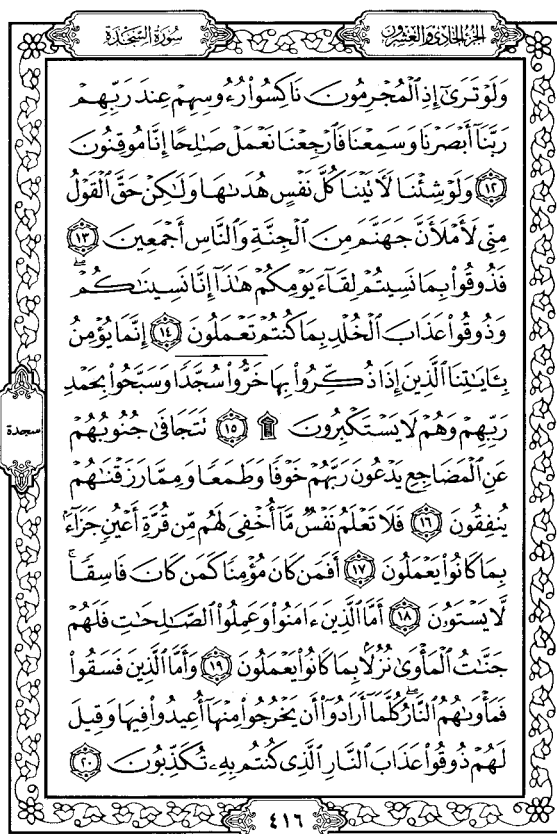 الجزء الحادي والعشرون
سورة السجدة
وَلَوْ تَرَىٰٓ إِذِ ٱلْمُجْرِمُونَ نَاكِسُوا۟ رُءُوسِهِمْ عِندَ رَبِّهِمْ
رَبَّنَآ أَبْصَرْنَا وَسَمِعْنَا فَٱرْجِعْنَا نَعْمَلْ صَٰلِحًا إِنَّا مُوقِنُونَ
١٢ وَلَوْ شِئْنَا لَءَاتَيْنَا كُلَّ نَفْسٍ هُدَىٰهَا وَلَٰكِنْ حَقَّ ٱلْقَوْلُ
مِنِّى لَأَمْلَأَنَّ جَهَنَّمَ مِنَ ٱلْجِنَّةِ وَٱلنَّاسِ أَجْمَعِينَ ١٣
فَذُوقُوا۟ بِمَا نَسِيتُمْ لِقَآءَ يَوْمِكُمْ هَٰذَآ إِنَّا نَسِينَٰكُمْ ۖ
وَذُوقُوا۟ عَذَابَ ٱلْخُلْدِ بِمَا كُنتُمْ تَعْمَلُونَ ١٤ إِنَّمَا يُؤْمِنُ
بِـَٔايَٰتِنَا ٱلَّذِينَ إِذَا ذُكِّرُوا۟ بِهَا خَرُّوا۟ سُجَّدًا وَسَبَّحُوا۟ بِحَمْدِ
رَبِّهِمْ وَهُمْ لَا يَسْتَكْبِرُونَ ۩ ١٥ تَتَجَافَىٰ جُنُوبُهُمْ
سجدة
عَنِ ٱلْمَضَاجِعِ يَدْعُونَ رَبَّهُمْ خَوْفًا وَطَمَعًا وَمِمَّا رَزَقْنَٰهُمْ
يُنفِقُونَ ١٦ فَلَا تَعْلَمُ نَفْسٌ مَّآ أُخْفِىَ لَهُم مِّن قُرَّةِ أَعْيُنٍ جَزَآءًۢ
بِمَا كَانُوا۟ يَعْمَلُونَ ١٧ أَفَمَن كَانَ مُؤْمِنًا كَمَن كَانَ فَاسِقًا ۚ
لَّا يَسْتَوُۥنَ ١٨ أَمَّا ٱلَّذِينَ ءَامَنُوا۟ وَعَمِلُوا۟ ٱلصَّٰلِحَٰتِ فَلَهُمْ
جَنَّٰتُ ٱلْمَأْوَىٰ نُزُلًۢا بِمَا كَانُوا۟ يَعْمَلُونَ ١٩ وَأَمَّا ٱلَّذِينَ فَسَقُوا۟
فَمَأْوَىٰهُمُ ٱلنَّارُ ۖ كُلَّمَآ أَرَادُوٓا۟ أَن يَخْرُجُوا۟ مِنْهَآ أُعِيدُوا۟ فِيهَا وَقِيلَ
لَهُمْ ذُوقُوا۟ عَذَابَ ٱلنَّارِ ٱلَّذِى كُنتُم بِهِۦ تُكَذِّبُونَ ٢٠
٤١٦